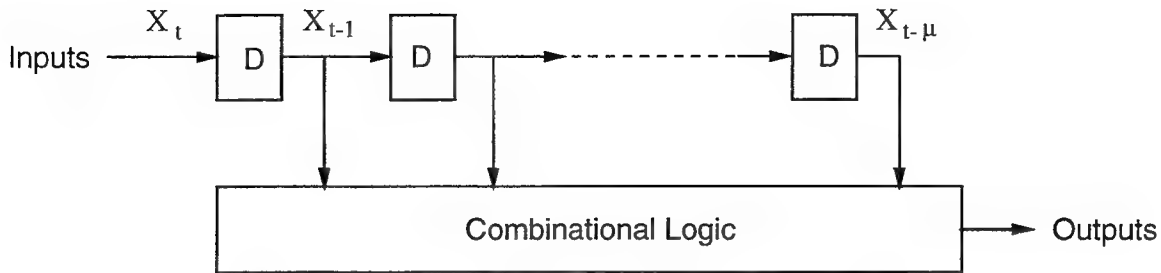 X t X t-1 X t-μ
Inputs D D D
Combinational Logic Outputs